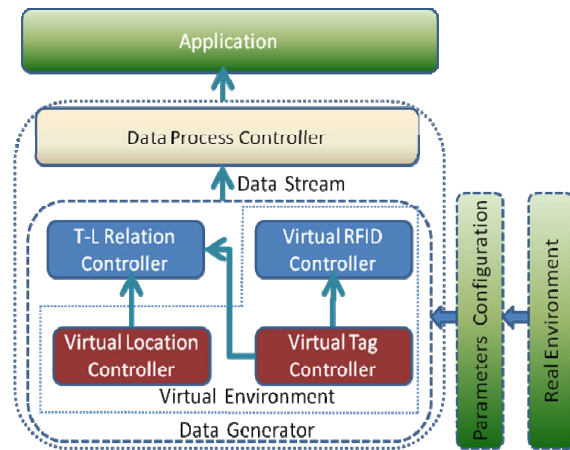 Application
Data Process Controller
Data Stream
T-L Relation
Controller
Virtual RFID
Controller
Virtual Location
Controller
Virtual Tag
Controller
Virtual Environment
Data Generator
Parameters Configuration
Real Environment